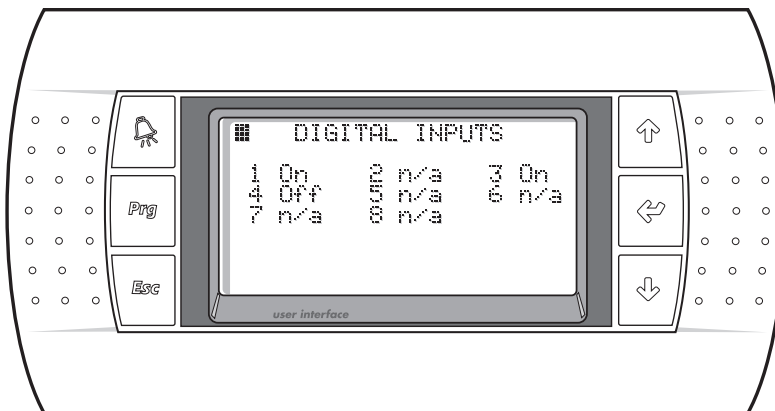 DIGITAL INPUTS
1 On 2 n/a 3 On
4 Off 5 n/a 6 n/a
7 n/a 8 n/a
Prg
Esc
user interface